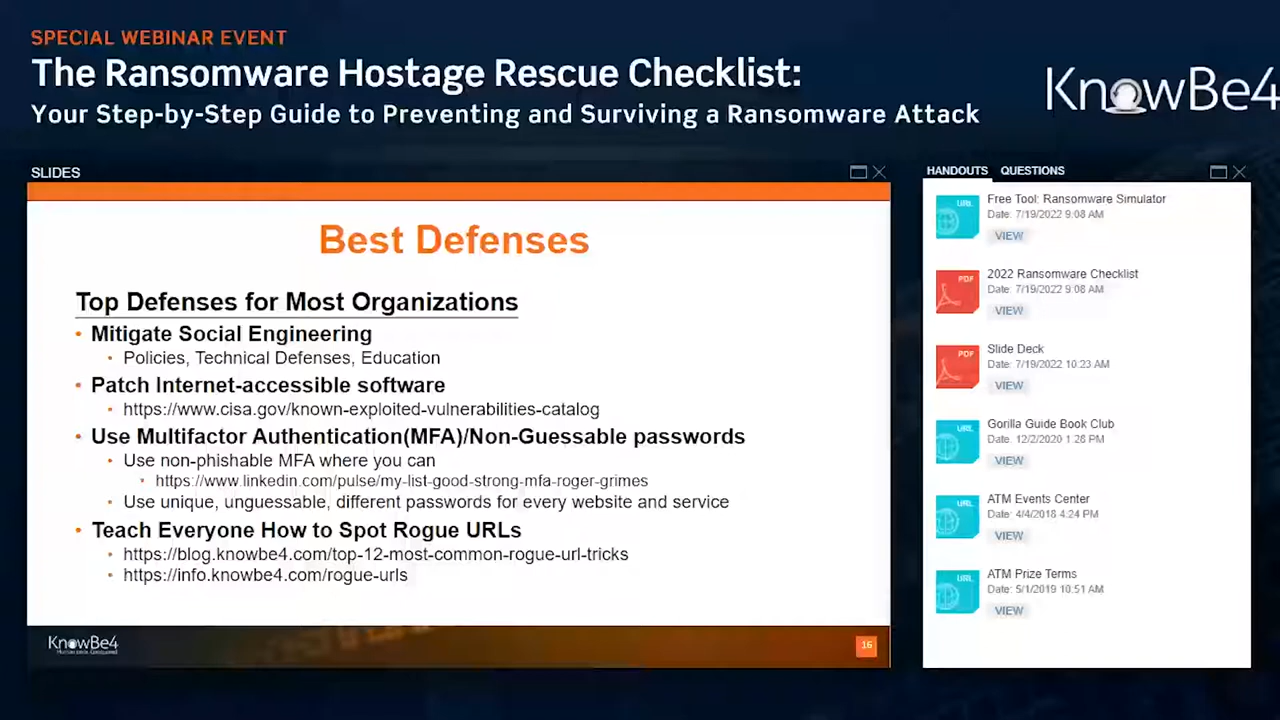 SPECIAL WEBINAR EVENT
The Ransomware Hostage Rescue Checklist:
Your Step-by-Step Guide to Preventing and Surviving a Ransomware Attack
KnowBe4
SLIDES
Best Defenses
Top Defenses for Most Organizations
• Mitigate Social Engineering
• Policies, Technical Defenses, Education
• Patch Internet-accessible software
• https://www.cisa.gov/known-exploited-vulnerabilities-catalog
• Use Multifactor Authentication(MFA)/Non-Guessable passwords
• Use non-phishable MFA where you can
• https://www.linkedin.com/pulse/my-list-good-strong-mfa-roger-grimes
• Use unique, unguessable, different passwords for every website and service
• Teach Everyone How to Spot Rogue URLs
• https://blog.knowbe4.com/top-12-most-common-rogue-url-tricks
• https://info.knowbe4.com/rogue-urls
KnowBe4
16
HANDOUTS QUESTIONS
URL
Free Tool: Ransomware Simulator
Date: 7/19/2022 9:08 AM
VIEW
PDF
2022 Ransomware Checklist
Date: 7/19/2022 9:08 AM
VIEW
PDF
Slide Deck
Date: 7/19/2022 10:23 AM
VIEW
URL
Gorilla Guide Book Club
Date: 12/2/2020 1:28 PM
VIEW
URL
ATM Events Center
Date: 4/4/2018 4:24 PM
VIEW
URL
ATM Prize Terms
Date: 5/1/2019 10:51 AM
VIEW